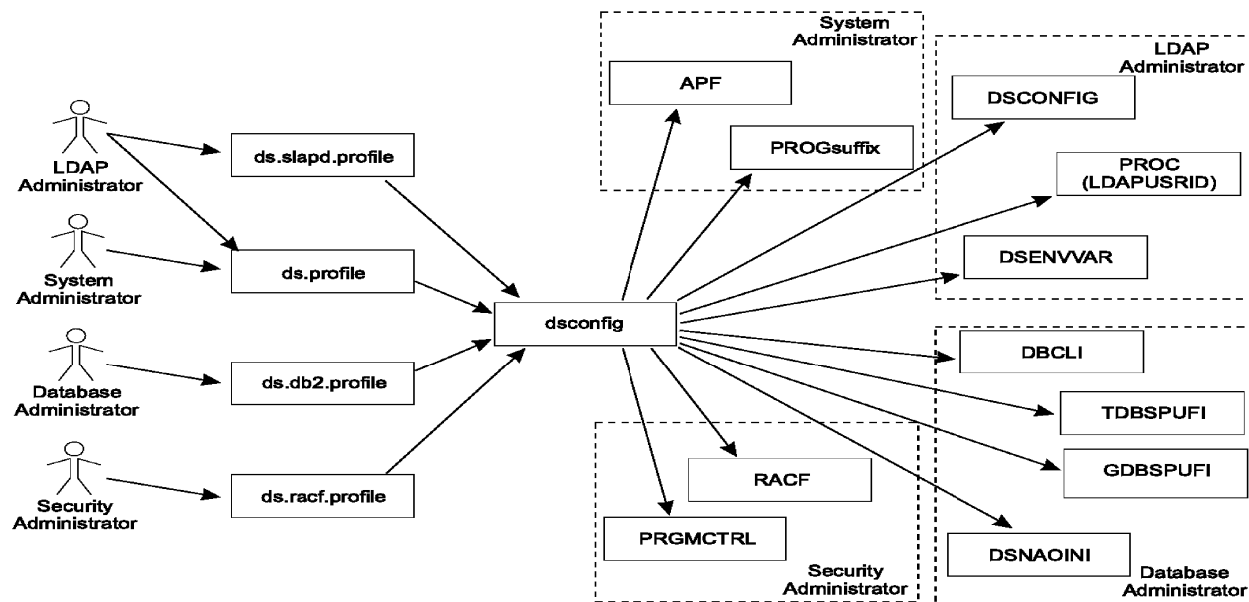 System
Administrator
APF
PROGsuffix
LDAP
Administrator
DSCONFIG
PROC
(LDAPUSRID)
DSENVVAR
LDAP
Administrator
ds.slapd.profile
System
Administrator
ds.profile
dsconfig
Database
Administrator
ds.db2.profile
Security
Administrator
ds.racf.profile
DBCLI
TDBSPUFI
GDBSPUFI
DSNAOINI
Database
Administrator
RACF
PRGMCTRL
Security
Administrator